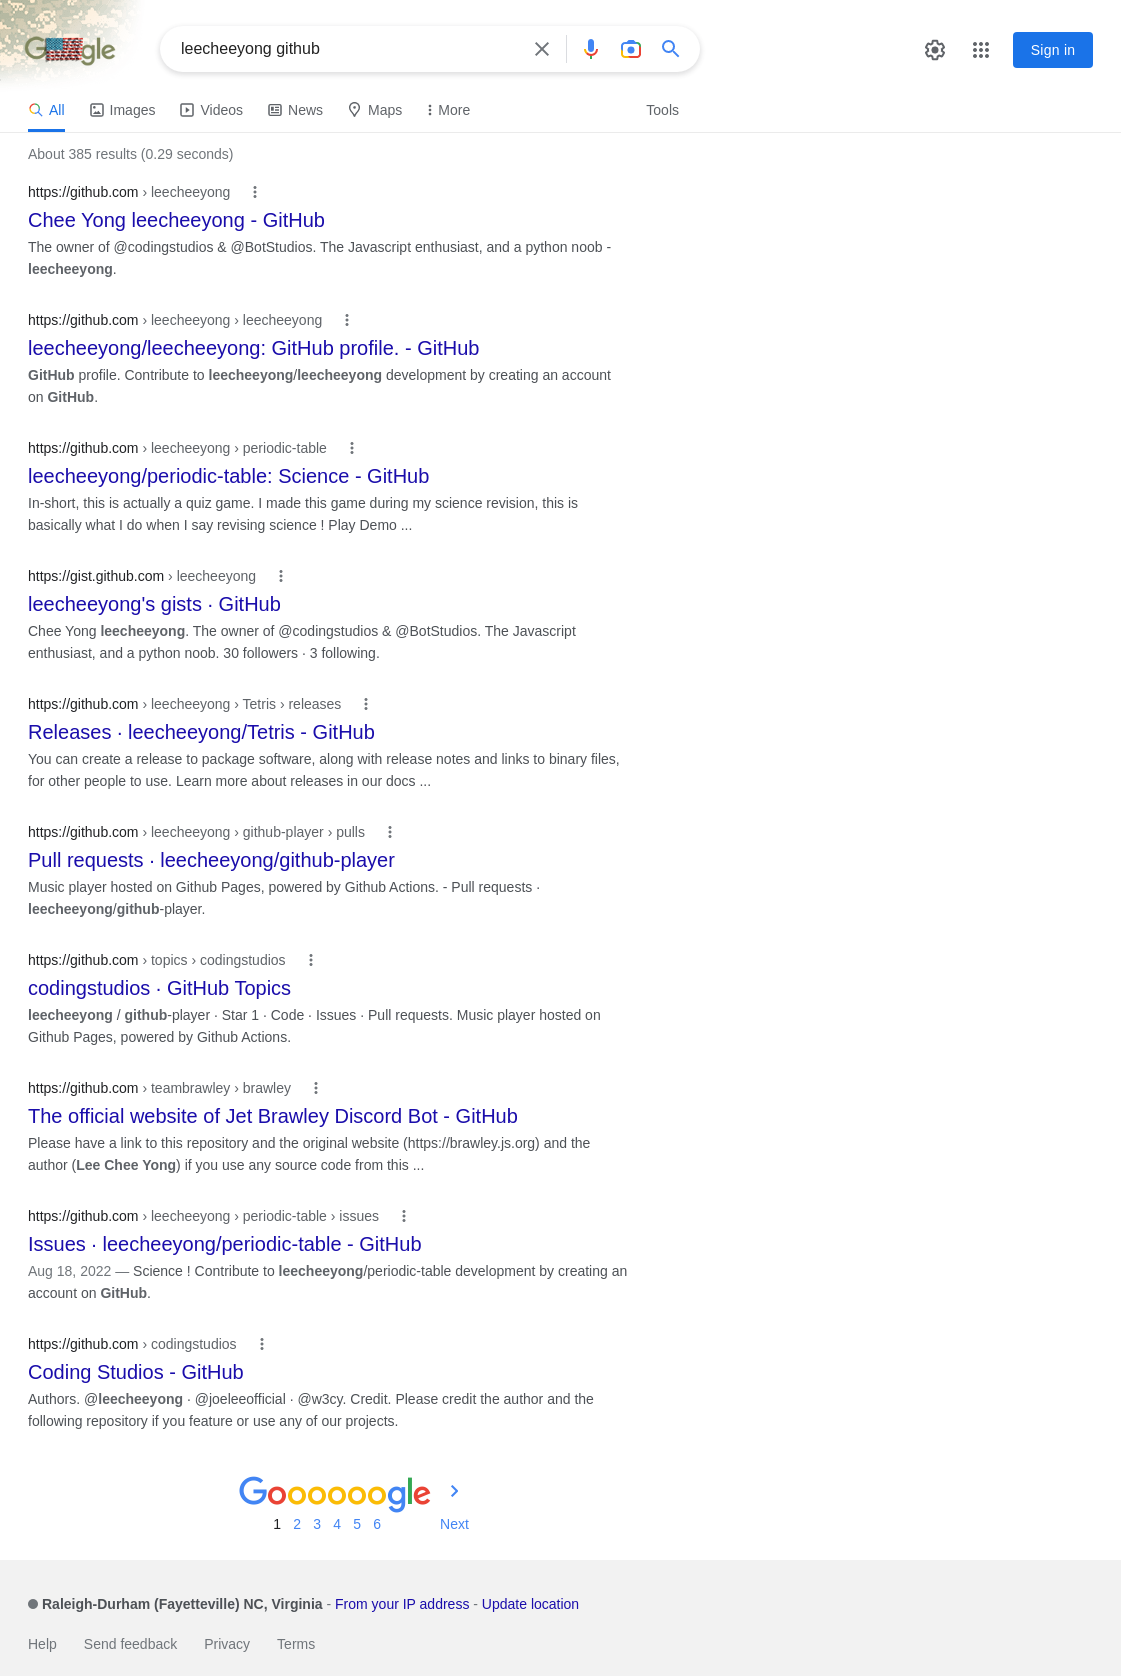 Google
leecheeyong github
Sign in
All
Images
Videos
News
Maps
More
Tools
About 385 results (0.29 seconds)
https://github.com › leecheeyong
Chee Yong leecheeyong - GitHub
The owner of @codingstudios & @BotStudios. The Javascript enthusiast, and a python noob -
leecheeyong.
https://github.com › leecheeyong › leecheeyong
leecheeyong/leecheeyong: GitHub profile. - GitHub
GitHub profile. Contribute to leecheeyong/leecheeyong development by creating an account
on GitHub.
https://github.com › leecheeyong › periodic-table
leecheeyong/periodic-table: Science - GitHub
In-short, this is actually a quiz game. I made this game during my science revision, this is
basically what I do when I say revising science ! Play Demo ...
https://gist.github.com › leecheeyong
leecheeyong's gists · GitHub
Chee Yong leecheeyong. The owner of @codingstudios & @BotStudios. The Javascript
enthusiast, and a python noob. 30 followers · 3 following.
https://github.com › leecheeyong › Tetris › releases
Releases · leecheeyong/Tetris - GitHub
You can create a release to package software, along with release notes and links to binary files,
for other people to use. Learn more about releases in our docs ...
https://github.com › leecheeyong › github-player › pulls
Pull requests · leecheeyong/github-player
Music player hosted on Github Pages, powered by Github Actions. - Pull requests ·
leecheeyong/github-player.
https://github.com › topics › codingstudios
codingstudios · GitHub Topics
leecheeyong / github-player · Star 1 · Code · Issues · Pull requests. Music player hosted on
Github Pages, powered by Github Actions.
https://github.com › teambrawley › brawley
The official website of Jet Brawley Discord Bot - GitHub
Please have a link to this repository and the original website (https://brawley.js.org) and the
author (Lee Chee Yong) if you use any source code from this ...
https://github.com › leecheeyong › periodic-table › issues
Issues · leecheeyong/periodic-table - GitHub
Aug 18, 2022 — Science ! Contribute to leecheeyong/periodic-table development by creating an
account on GitHub.
https://github.com › codingstudios
Coding Studios - GitHub
Authors. @leecheeyong · @joeleeofficial · @w3cy. Credit. Please credit the author and the
following repository if you feature or use any of our projects.
Goooooogle
1 2 3 4 5 6 Next
Raleigh-Durham (Fayetteville) NC, Virginia - From your IP address - Update location
Help Send feedback Privacy Terms